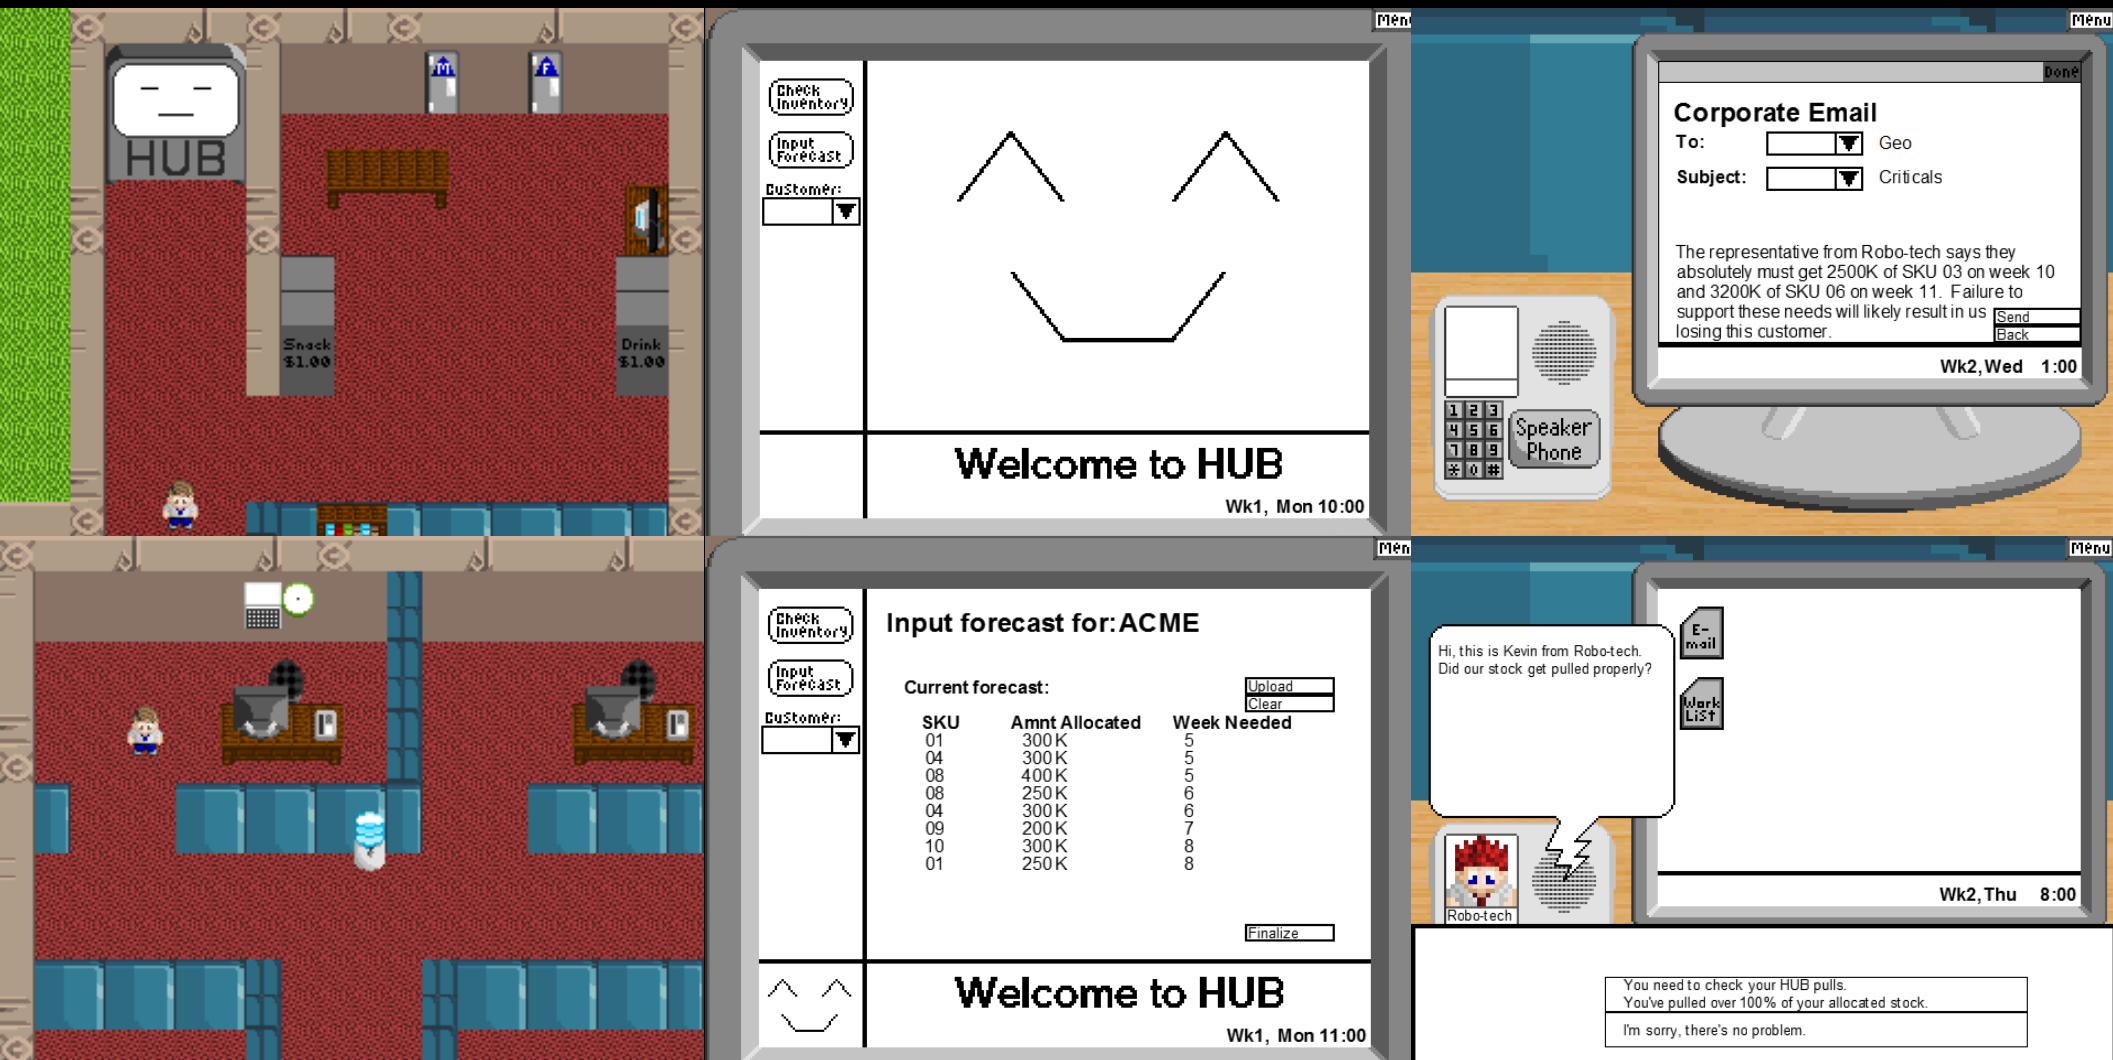 M
F
HUB
Snack
$1.00
Drink
$1.00
Menu
Check
Inventory
Input
Forecast
Customer:
Welcome to HUB
Wk1, Mon 10:00
Menu
Done
Corporate Email
To: Geo
Subject: Criticals
The representative from Robo-tech says they
absolutely must get 2500K of SKU 03 on week 10
and 3200K of SKU 06 on week 11. Failure to
support these needs will likely result in us
losing this customer.
Send
Back
Wk2, Wed 1:00
1 2 3
4 5 6
7 8 9
* 0 #
Speaker
Phone
Menu
Check
Inventory
Input
Forecast
Customer:
Input forecast for:ACME
Current forecast:
Upload
Clear
SKU Amnt Allocated Week Needed
01 300K 5
04 300K 5
08 400K 5
08 250K 6
04 300K 6
09 200K 7
10 300K 8
01 250K 8
Finalize
Welcome to HUB
Wk1, Mon 11:00
Menu
E-
mail
Work
List
Hi, this is Kevin from Robo-tech.
Did our stock get pulled properly?
Robo-tech
Wk2, Thu 8:00
You need to check your HUB pulls.
You've pulled over 100% of your allocated stock.
I'm sorry, there's no problem.